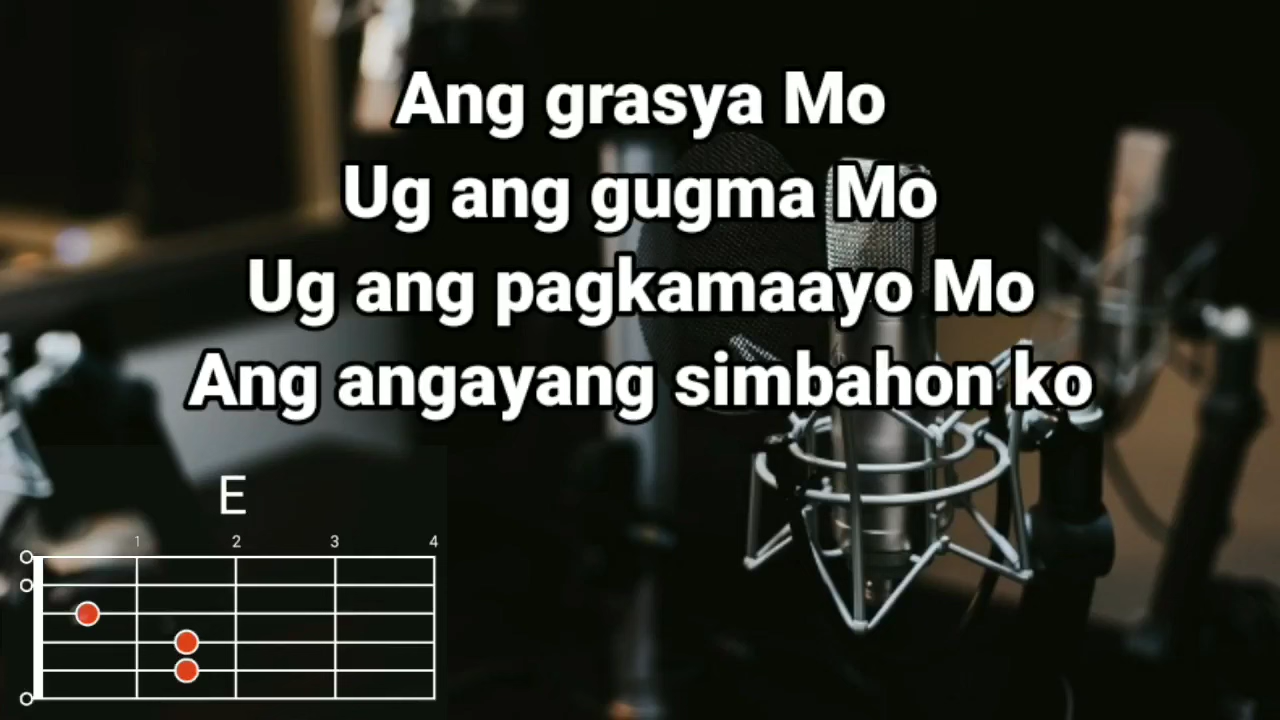 Ang grasya Mo
Ug ang gugma Mo
Ug ang pagkamaayo Mo
Ang angayang simbahon ko
E
1 2 3 4